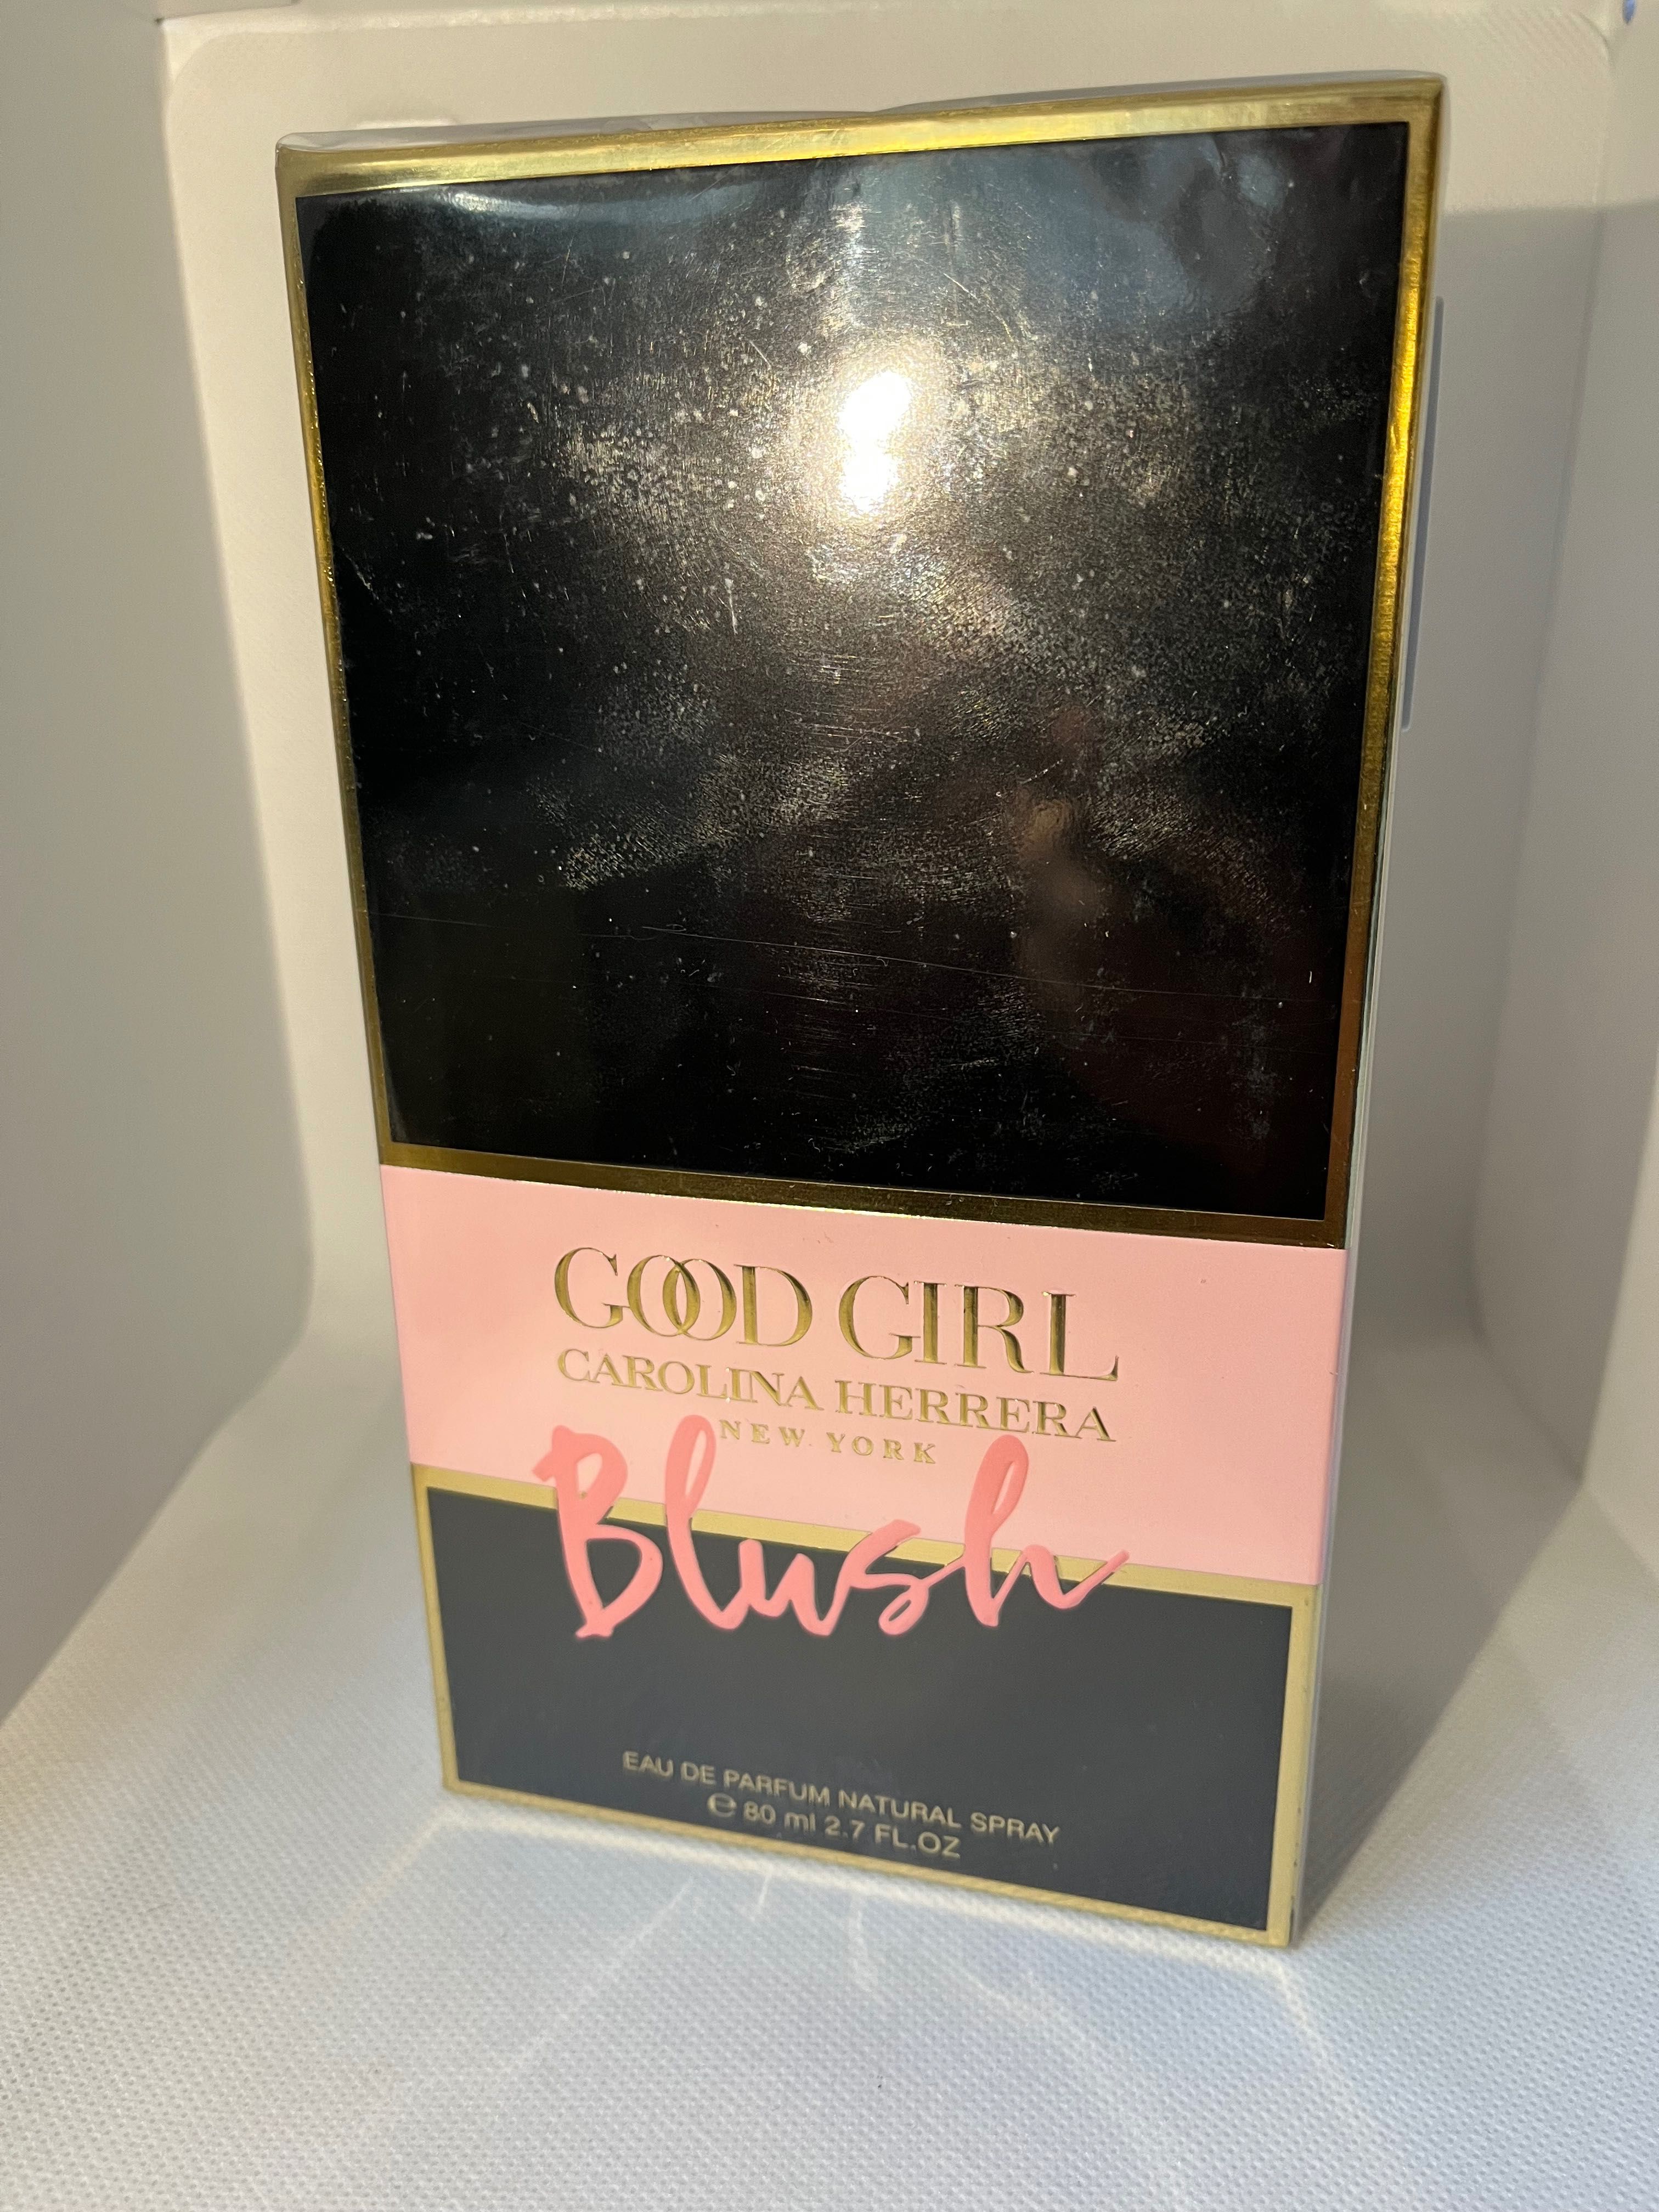 GOOD GIRL
CAROLINA HERRERA
NEW YORK
Blush
EAU DE PARFUM NATURAL SPRAY
℮ 80 ml 2.7 FL.OZ